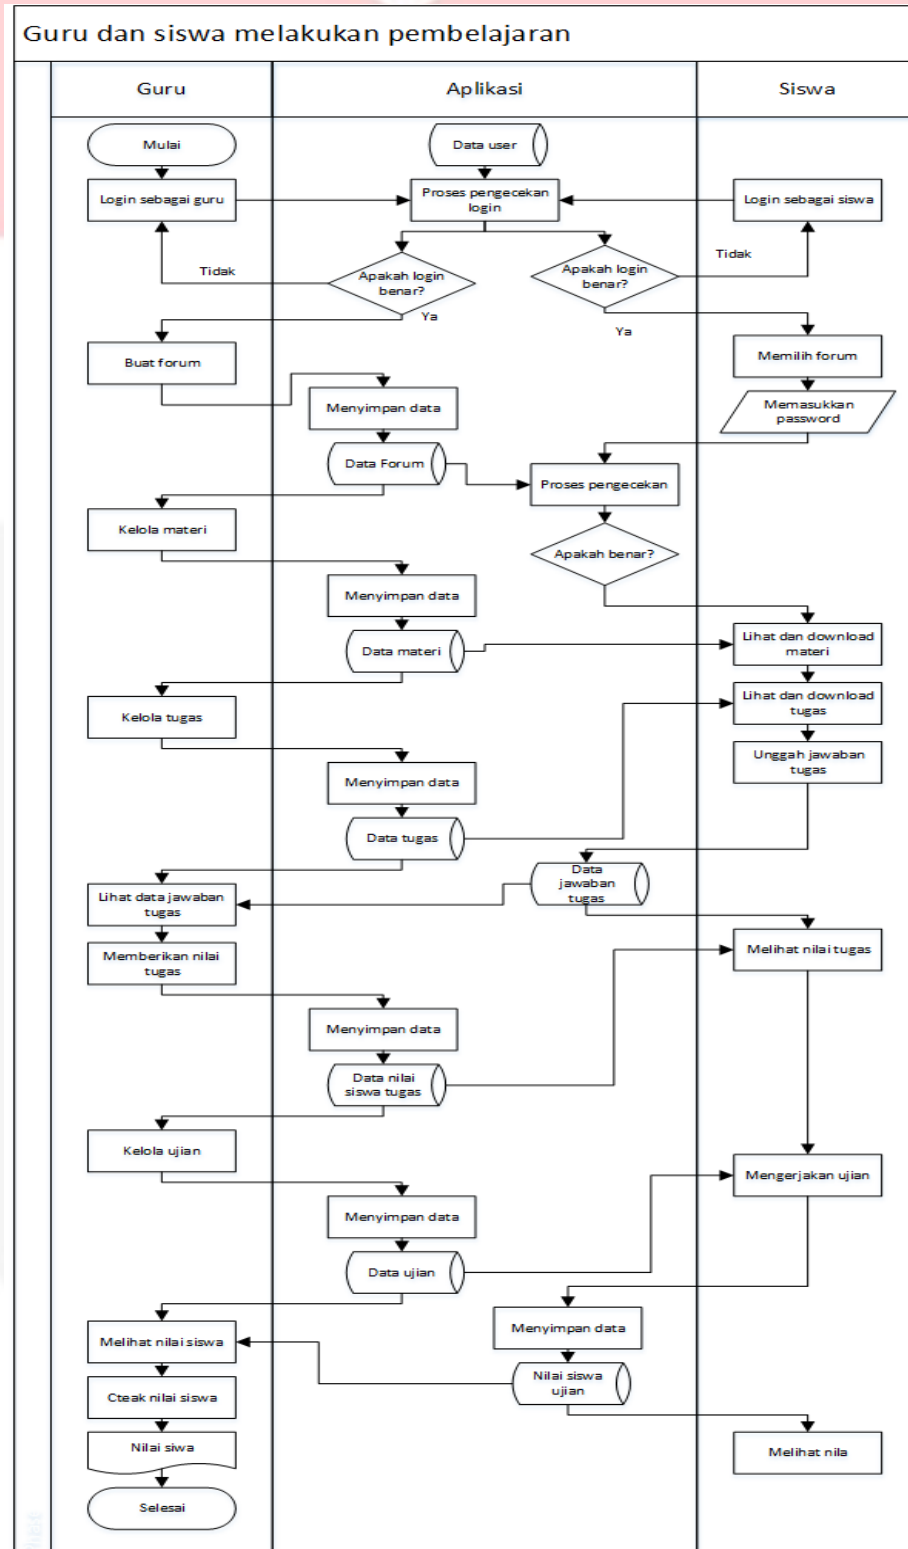 Guru dan siswa melakukan pembelajaran
Guru
Aplikasi
Siswa
Mulai
Data user
Login sebagai guru
Proses pengecekan
login
Login sebagai siswa
Tidak
Apakah login
benar?
Apakah login
benar?
Tidak
Ya
Ya
Buat forum
Memilih forum
Menyimpan data
Memasukkan
password
Data Forum
Proses pengecekan
Kelola materi
Apakah benar?
Menyimpan data
Data materi
Lihat dan download
materi
Kelola tugas
Lihat dan download
tugas
Menyimpan data
Unggah jawaban
tugas
Data tugas
Lihat data jawaban
tugas
Data
jawaban
tugas
Memberikan nilai
tugas
Melihat nilai tugas
Menyimpan data
Data nilai
siswa tugas
Kelola ujian
Mengerjakan ujian
Menyimpan data
Data ujian
Melihat nilai siswa
Menyimpan data
Cteak nilai siswa
Nilai siswa
ujian
Nilai siwa
Melihat nila
Selesai